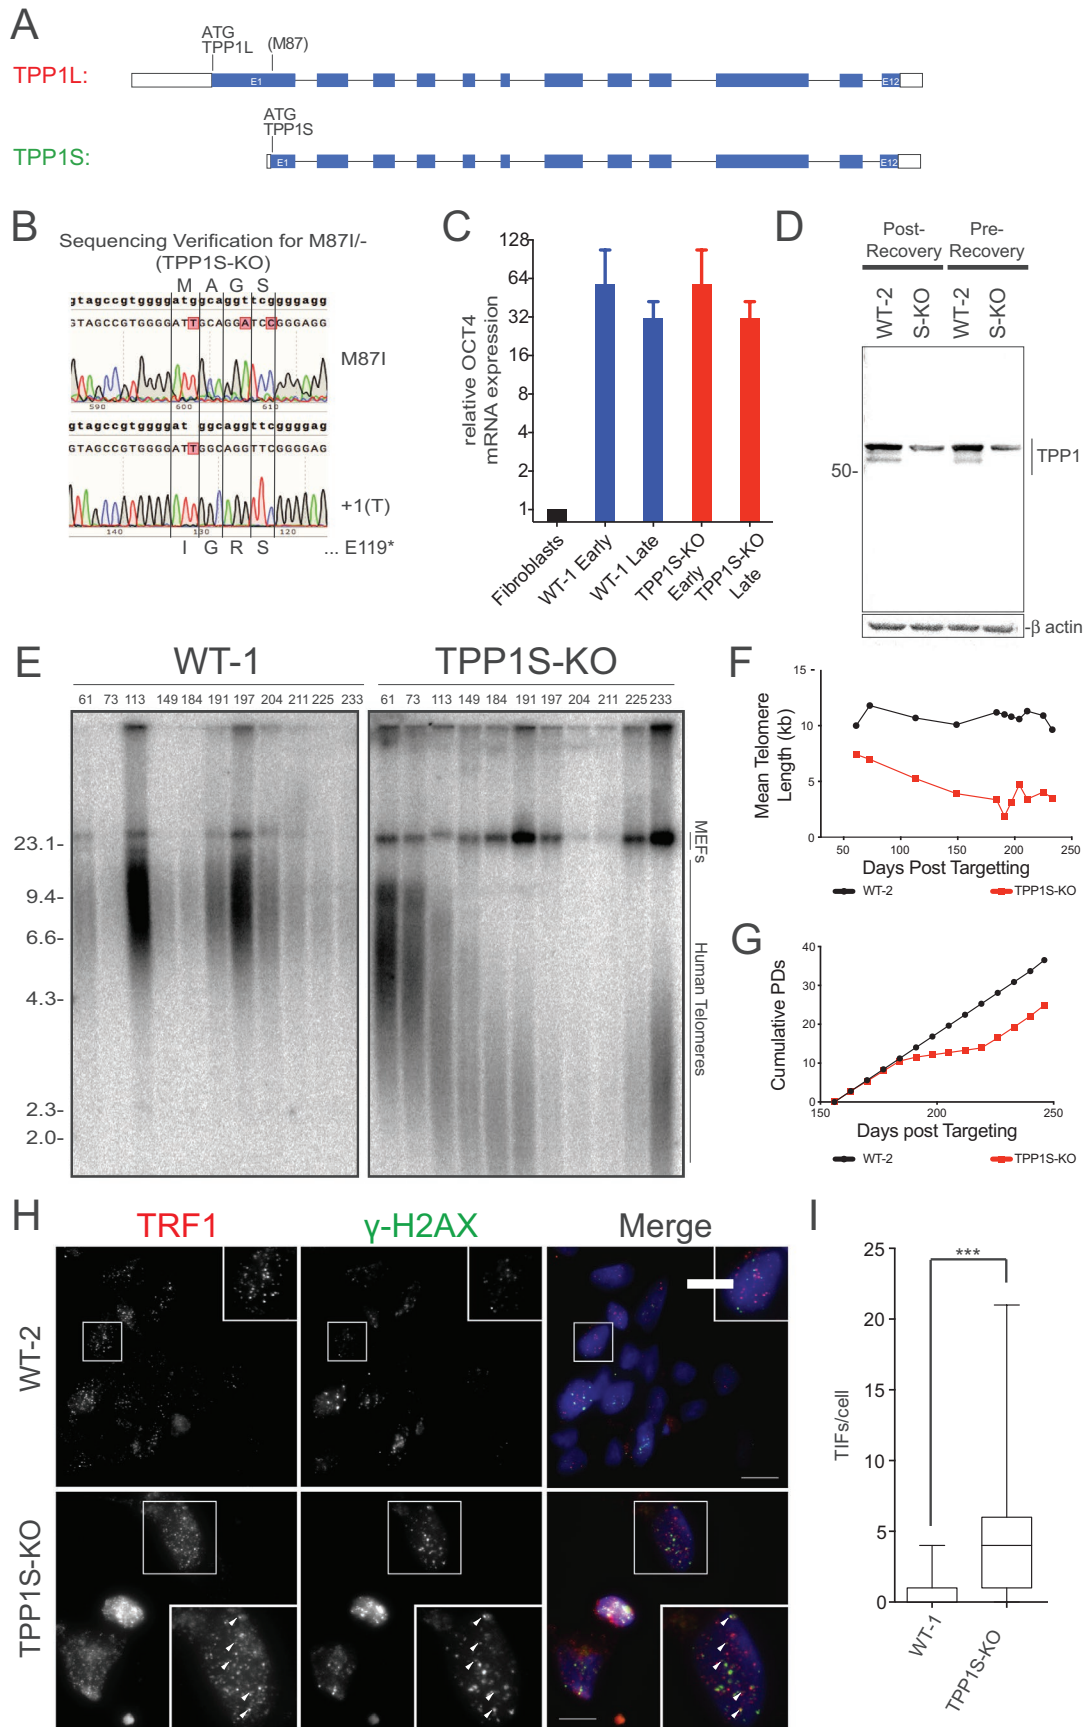 A
ATG
TPP1L
(M87)
TPP1L:
E1
E12
ATG
TPP1S
TPP1S:
E1
E12
B
Sequencing Verification for M87I/-
(TPP1S-KO)
M A G S
gtagccgtggggatggcaggttcggggagg
GTAGCCGTGGGGATTGCAGGATCCGGGAGG
M87I
590 600 610
gtagccgtggggat ggcaggttcggggag
GTAGCCGTGGGGATTGGCAGGTTCGGGGAG
+1(T)
140 130 120
I G R S ... E119*
C
relative OCT4
mRNA expression
128
64
32
16
8
4
2
1
Fibroblasts
WT-1 Early
WT-1 Late
TPP1S-KO
Early
TPP1S-KO
Late
D
Post-
Recovery
Pre-
Recovery
WT-2
S-KO
WT-2
S-KO
50-
TPP1
-β actin
E
WT-1
TPP1S-KO
61 73 113 149 184 191 197 204 211 225 233
61 73 113 149 184 191 197 204 211 225 233
23.1-
9.4-
6.6-
4.3-
2.3-
2.0-
MEFs
Human Telomeres
F
Mean Telomere
Length (kb)
15
10
5
0
50 100 150 200 250
Days Post Targetting
WT-2
TPP1S-KO
G
Cumulative PDs
40
30
20
10
0
150 200 250
Days post Targeting
WT-2
TPP1S-KO
H
TRF1
γ-H2AX
Merge
WT-2
TPP1S-KO
I
TIFs/cell
25
20
15
10
5
0
***
WT-1
TPP1S-KO